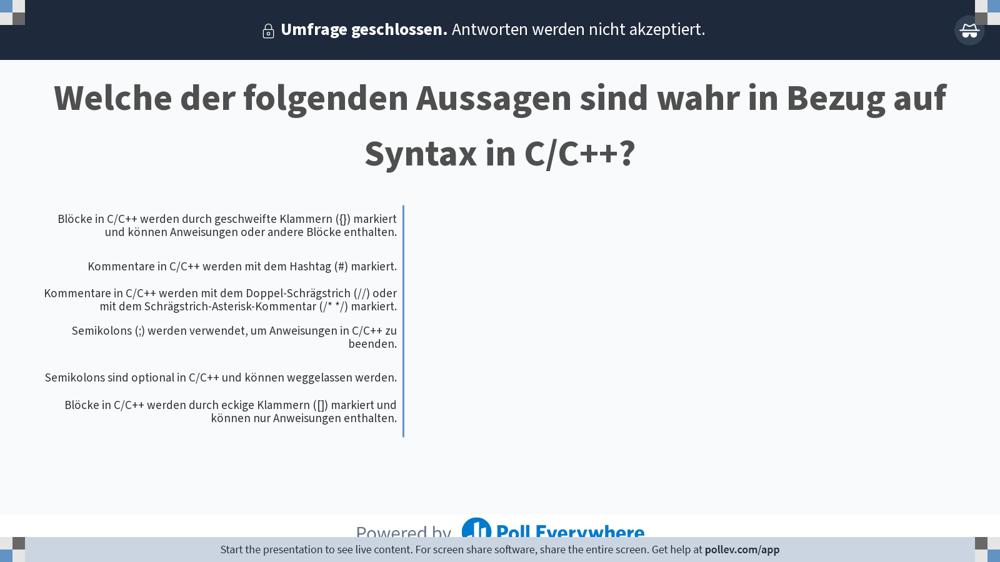 Umfrage geschlossen. Antworten werden nicht akzeptiert.
Welche der folgenden Aussagen sind wahr in Bezug auf
Syntax in C/C++?
Blöcke in C/C++ werden durch geschweifte Klammern ({}) markiert
und können Anweisungen oder andere Blöcke enthalten.
Kommentare in C/C++ werden mit dem Hashtag (#) markiert.
Kommentare in C/C++ werden mit dem Doppel-Schrägstrich (//) oder
mit dem Schrägstrich-Asterisk-Kommentar (/* */) markiert.
Semikolons (;) werden verwendet, um Anweisungen in C/C++ zu
beenden.
Semikolons sind optional in C/C++ und können weggelassen werden.
Blöcke in C/C++ werden durch eckige Klammern ([]) markiert und
können nur Anweisungen enthalten.
Powered by Poll Everywhere
Start the presentation to see live content. For screen share software, share the entire screen. Get help at pollev.com/app